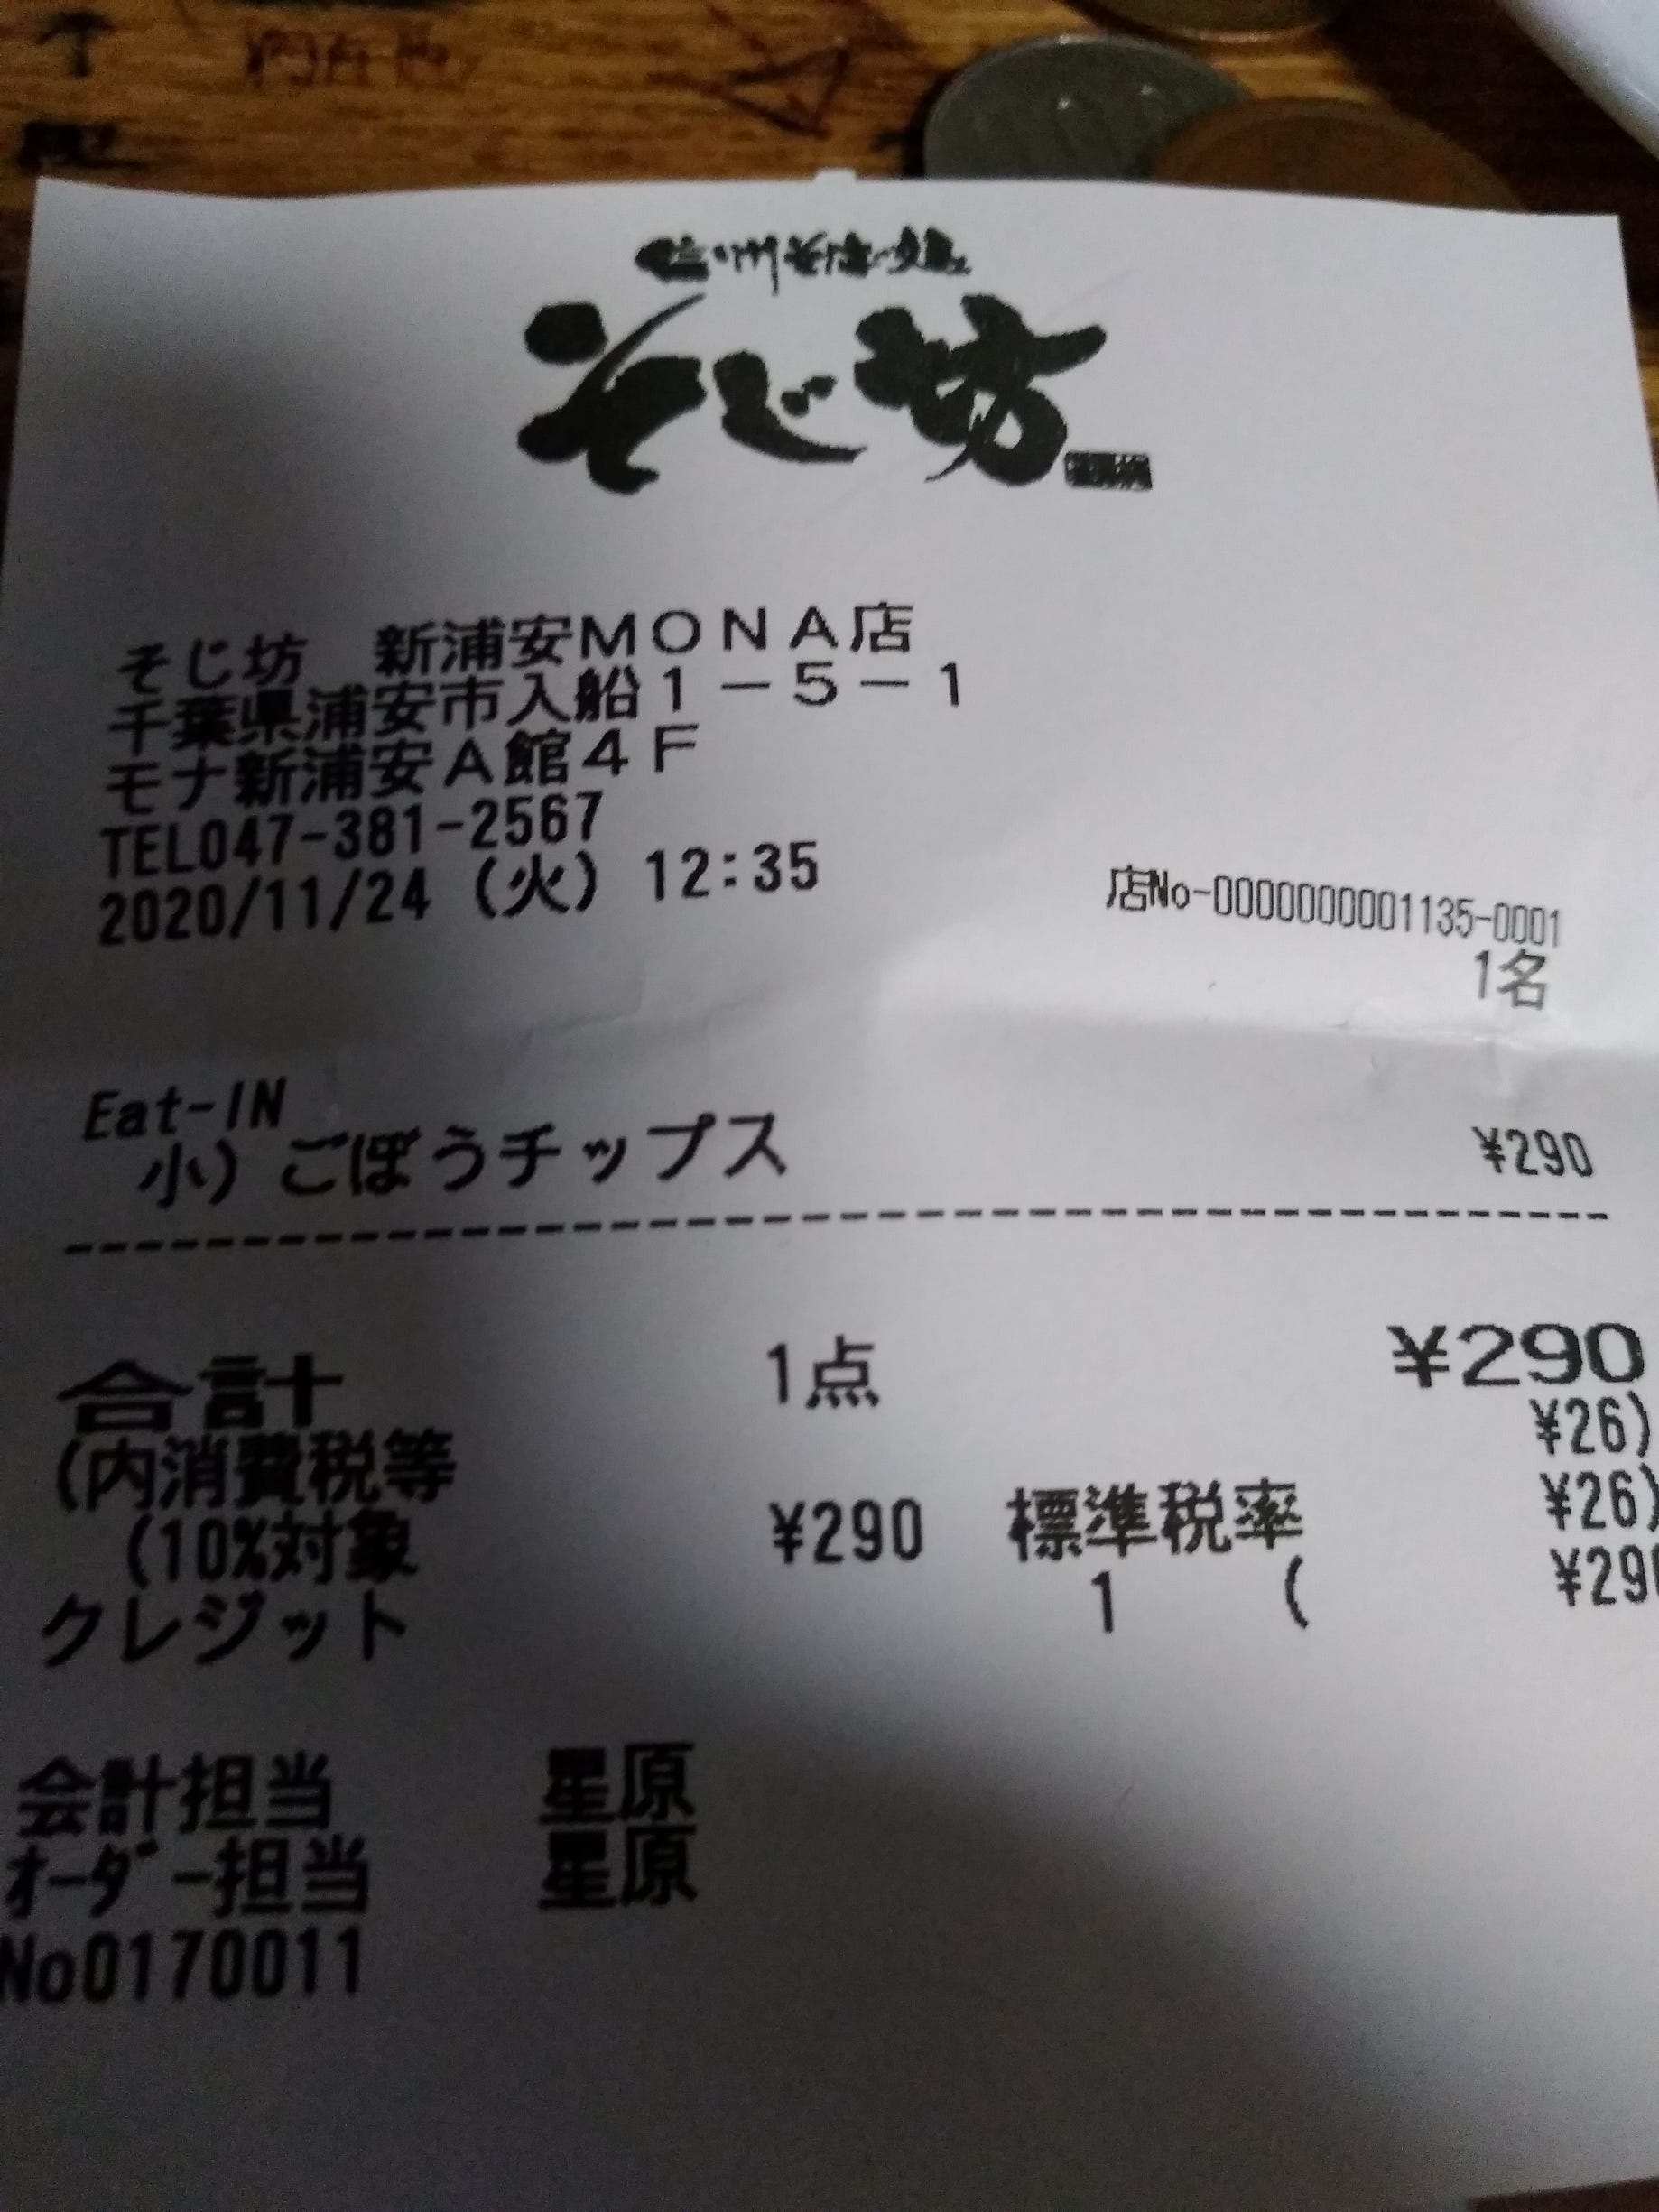 信州そば処
そじ坊
そじ坊　新浦安ＭＯＮＡ店
千葉県浦安市入船１－５－１
モナ新浦安Ａ館４Ｆ
TEL047-381-2567
2020/11/24 (火) 12:35
店No-0000000001135-0001
1名
Eat-IN
小) ごぼうチップス ¥290
合計 1点 ¥290
(内消費税等 ¥26)
(10%対象 ¥290 標準税率 ¥26)
クレジット 1 ( ¥290
会計担当 星原
ｵｰﾀﾞｰ担当 星原
No0170011